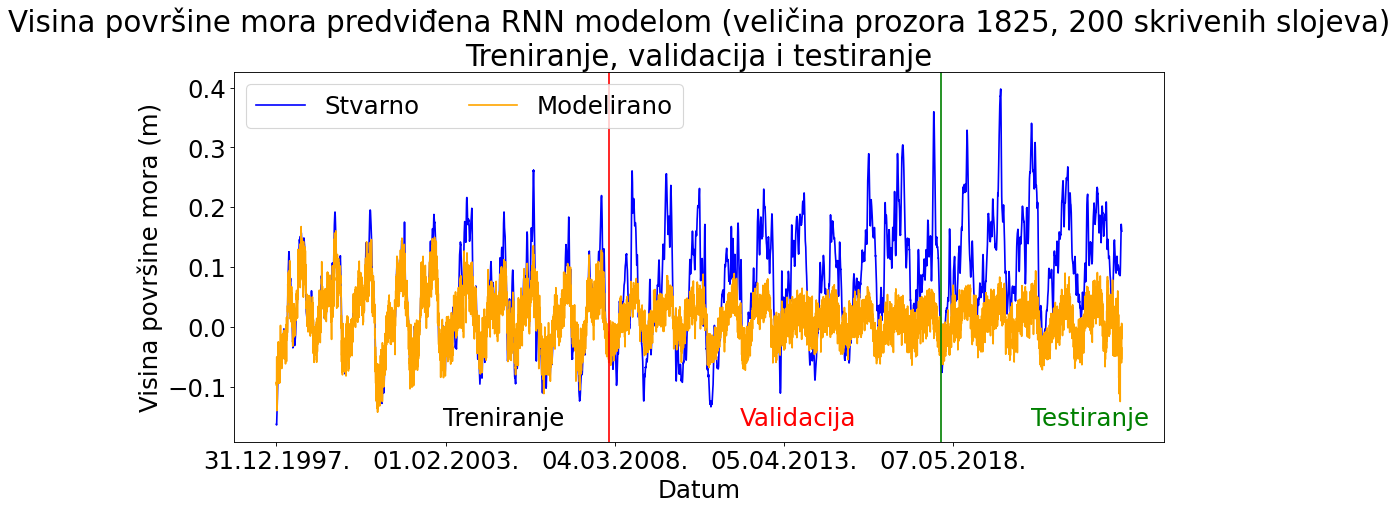 Visina površine mora predviđena RNN modelom (veličina prozora 1825, 200 skrivenih slojeva)
Treniranje, validacija i testiranje
Stvarno
Modelirano
Visina površine mora (m)
0.4
0.3
0.2
0.1
0.0
−0.1
Treniranje
Validacija
Testiranje
31.12.1997.
01.02.2003.
04.03.2008.
05.04.2013.
07.05.2018.
Datum